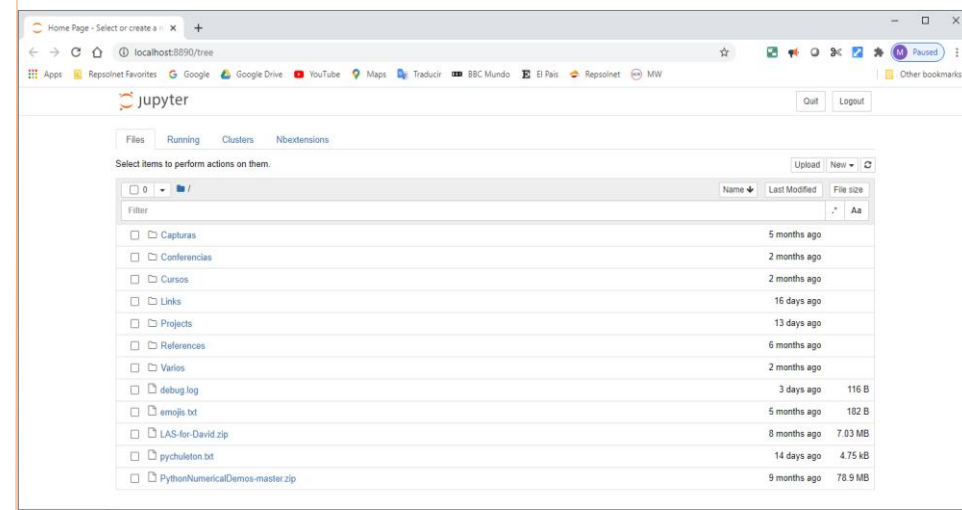 Home Page - Select or create a n
localhost:8890/tree
M Paused
Apps Repsolnet Favorites Google Google Drive YouTube Maps Traducir BBC Mundo El Pais Repsolnet MW Other bookmarks
jupyter Quit Logout
Files Running Clusters Nbextensions
Select items to perform actions on them. Upload New
0 / Name Last Modified File size
Filter .* Aa
Capturas 5 months ago
Conferencias 2 months ago
Cursos 2 months ago
Links 16 days ago
Projects 13 days ago
References 6 months ago
Varios 2 months ago
debug.log 3 days ago 116 B
emojis.txt 5 months ago 182 B
LAS-for-David.zip 8 months ago 7.03 MB
pychuleton.txt 14 days ago 4.75 kB
PythonNumericalDemos-master.zip 9 months ago 78.9 MB